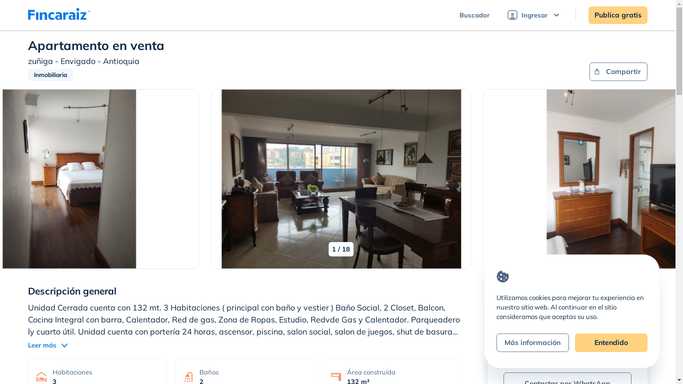 Fincaraiz
Buscador
Ingresar
Publica gratis
Apartamento en venta
zuñiga - Envigado - Antioquia
Inmobiliaria
Compartir
1 / 18
Descripción general
Unidad Cerrada cuenta con 132 mt. 3 Habitaciones ( principal con baño y vestier ) Baño Social, 2 Closet, Balcon,
Cocina Integral con barra, Calentador, Red de gas, Zona de Ropas, Estudio, Redvde Gas y Calentador. Parqueadero
ly cuarto útil. Unidad cuenta con portería 24 horas, ascensor, piscina, salon social, salon de juegos, shut de basura...
Leer más
Habitaciones
3
Baños
2
Área construida
132 m²
Utilizamos cookies para mejorar tu experiencia en
nuestro sitio web. Al continuar en el sitio
consideramos que aceptas su uso.
Más información
Entendido
Contactar por WhatsApp